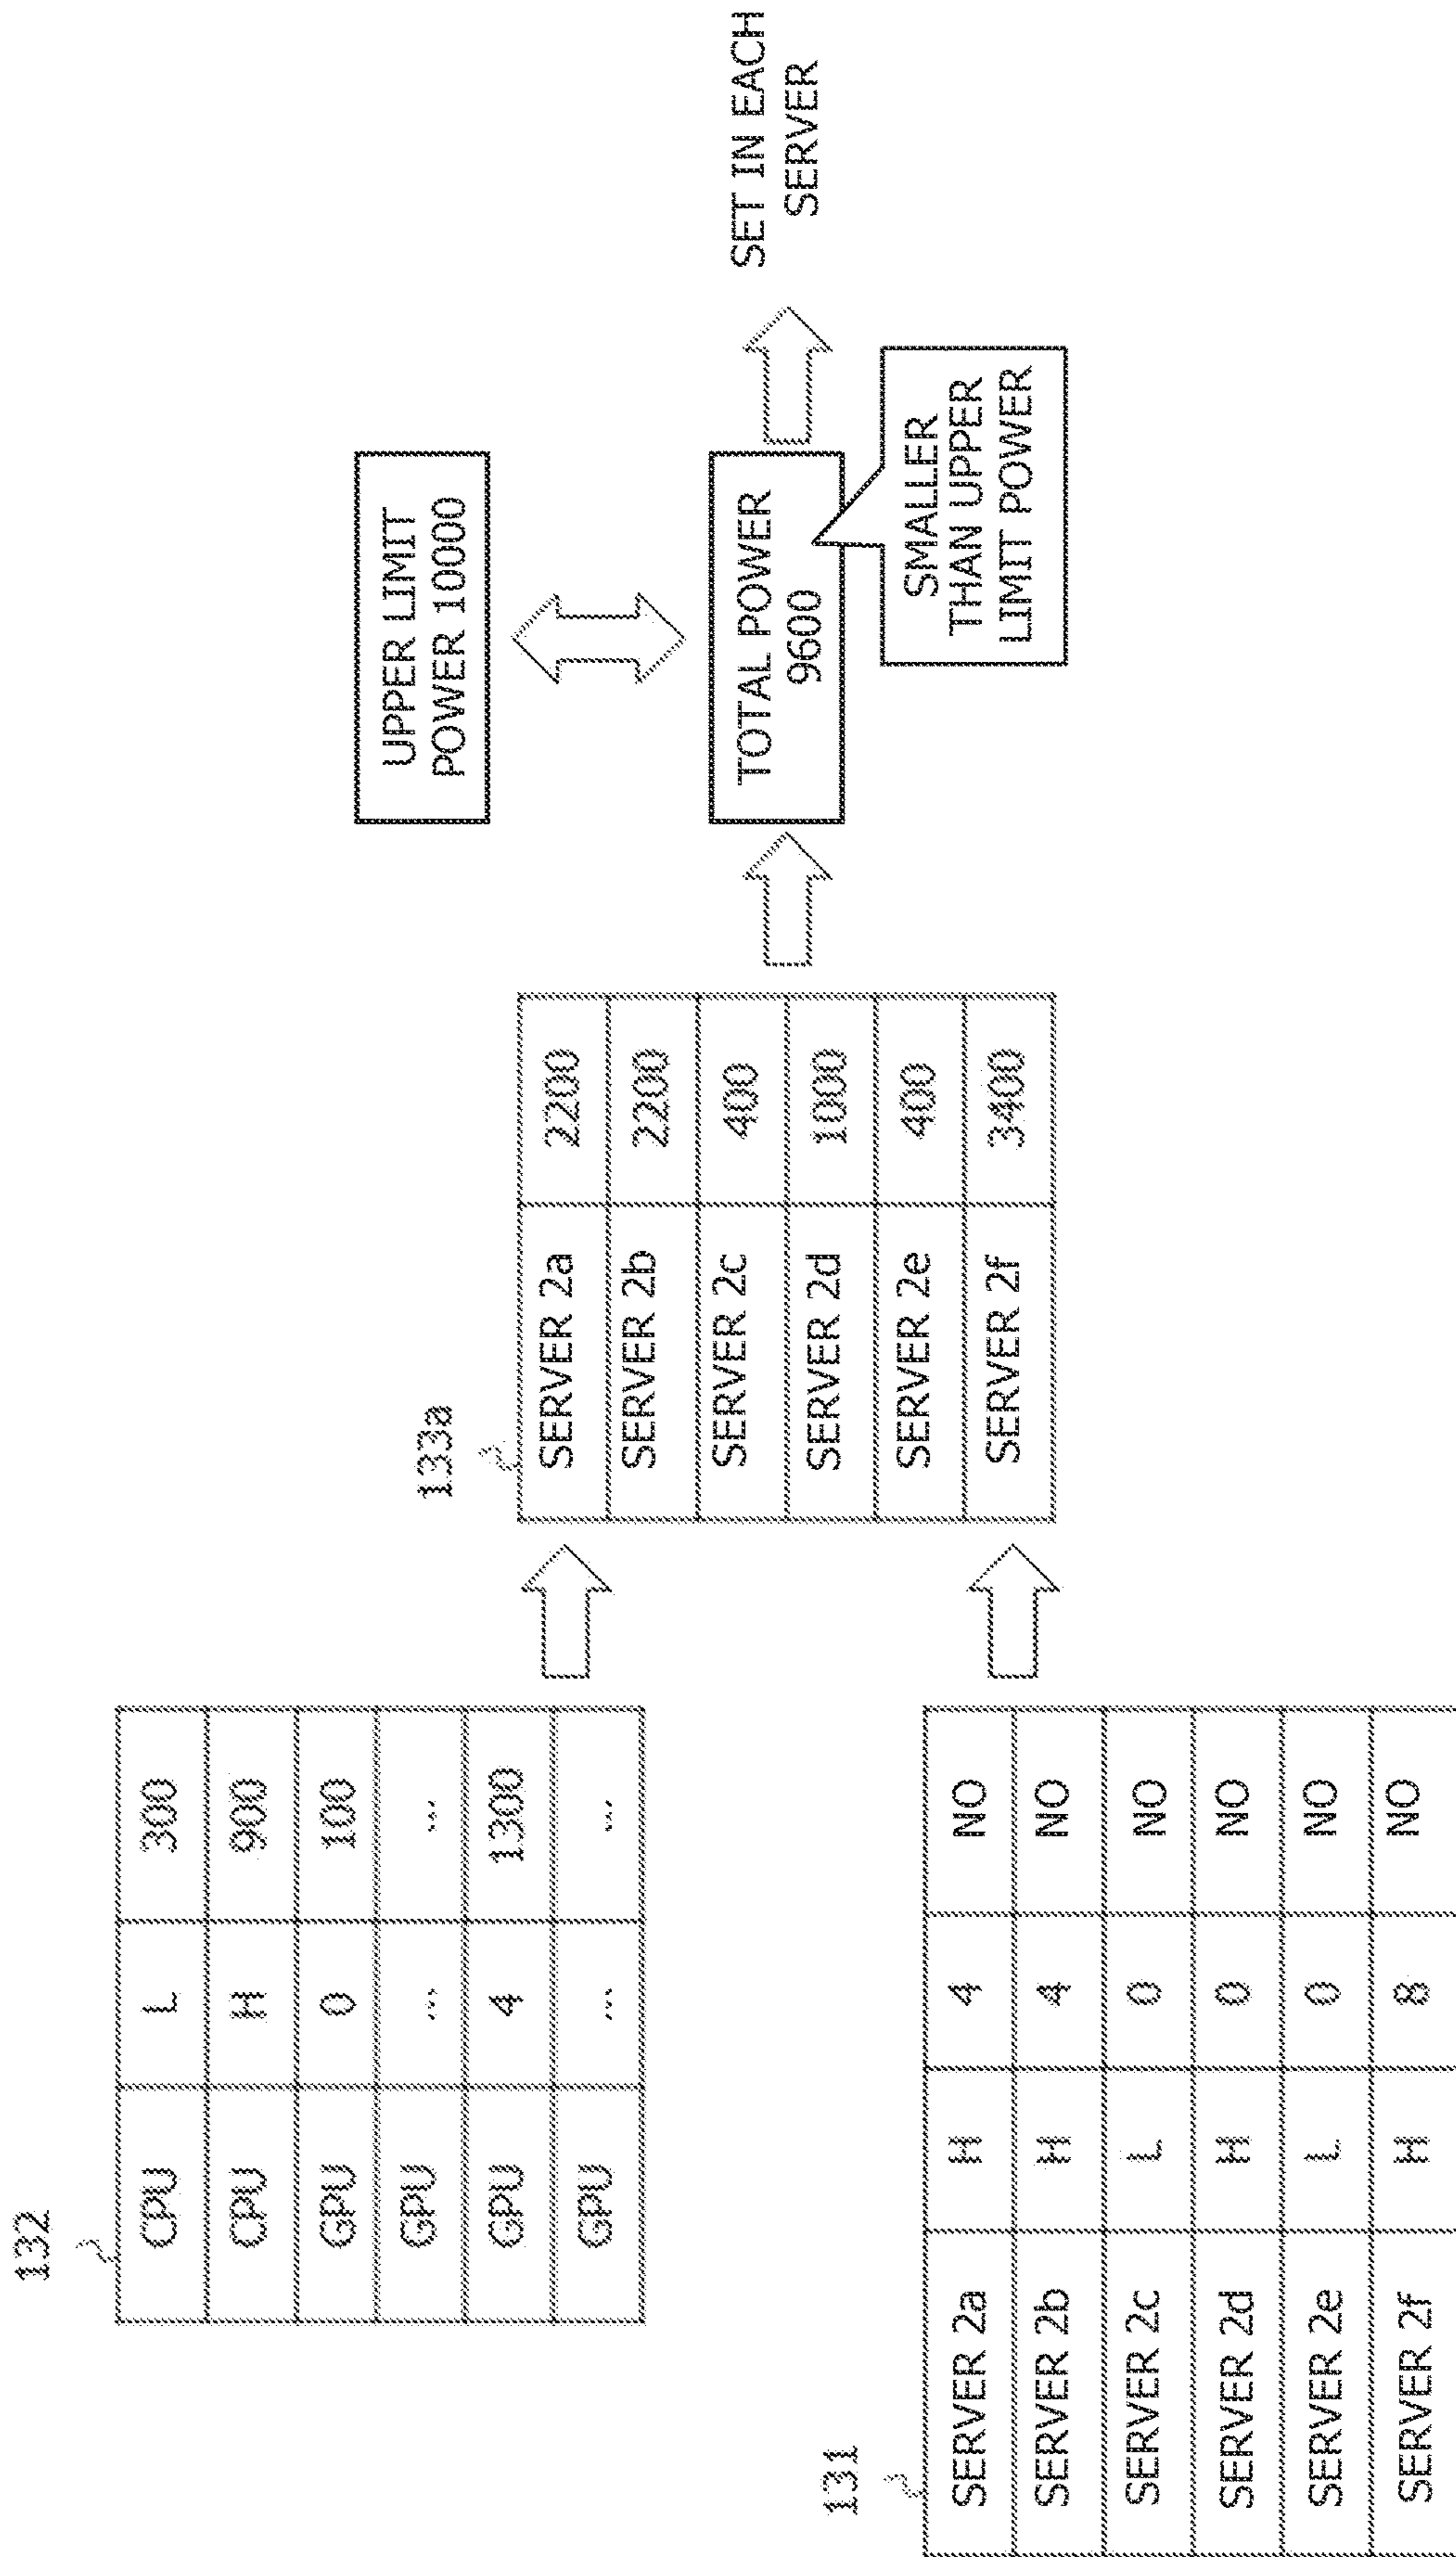 132
CPU L 300
CPU H 900
GPU 0 100
GPU ... ...
GPU 4 1300
GPU ... ...
131
SERVER 2a H 4 NO
SERVER 2b H 4 NO
SERVER 2c L 0 NO
SERVER 2d H 0 NO
SERVER 2e L 0 NO
SERVER 2f H 8 NO
133a
SERVER 2a 2200
SERVER 2b 2200
SERVER 2c 400
SERVER 2d 1000
SERVER 2e 400
SERVER 2f 3400
UPPER LIMIT
POWER 10000
TOTAL POWER
9600
SMALLER
THAN UPPER
LIMIT POWER
SET IN EACH
SERVER